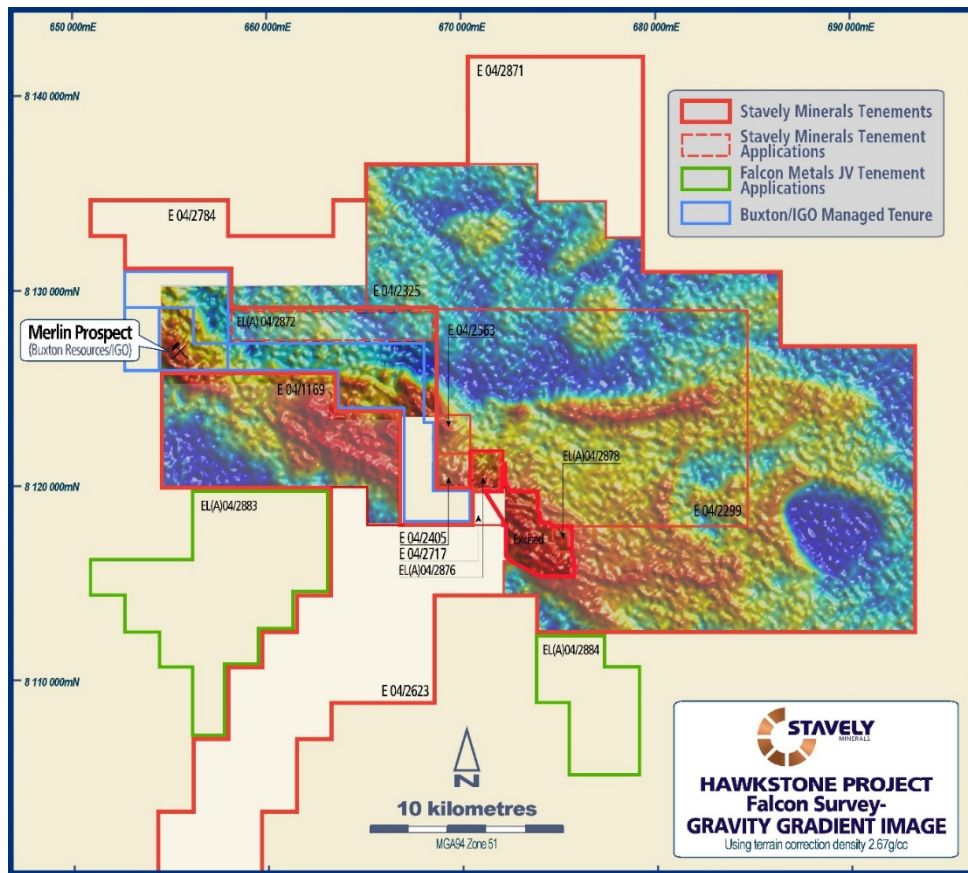 650 000mE
660 000mE
670 000mE
680 000mE
690 000mE
8 140 000mN
8 130 000mN
8 120 000mN
8 110 000mN
E 04/2871
Stavely Minerals Tenements
Stavely Minerals Tenement
Applications
Falcon Metals JV Tenement
Applications
Buxton/IGO Managed Tenure
E 04/2784
E 04/2325
EL(A) 04/2872
E 04/2563
Merlin Prospect
(Buxton Resources/IGO)
E 04/1169
EL(A)04/2878
EL(A)04/2883
E 04/2299
E 04/2405
E 04/2717
EL(A)04/2876
Excised
EL(A)04/2884
E 04/2623
N
10 kilometres
MGA94 Zone 51
STAVELY
MINERALS
HAWKSTONE PROJECT
Falcon Survey-
GRAVITY GRADIENT IMAGE
Using terrain correction density 2.67g/cc